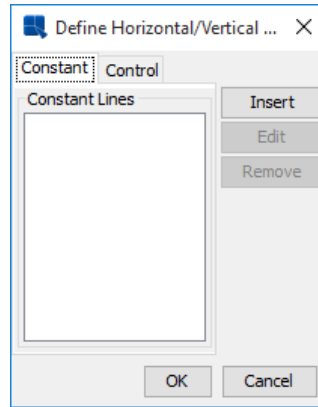 Define Horizontal/Vertical ...
Constant Control
Constant Lines
Insert
Edit
Remove
OK Cancel